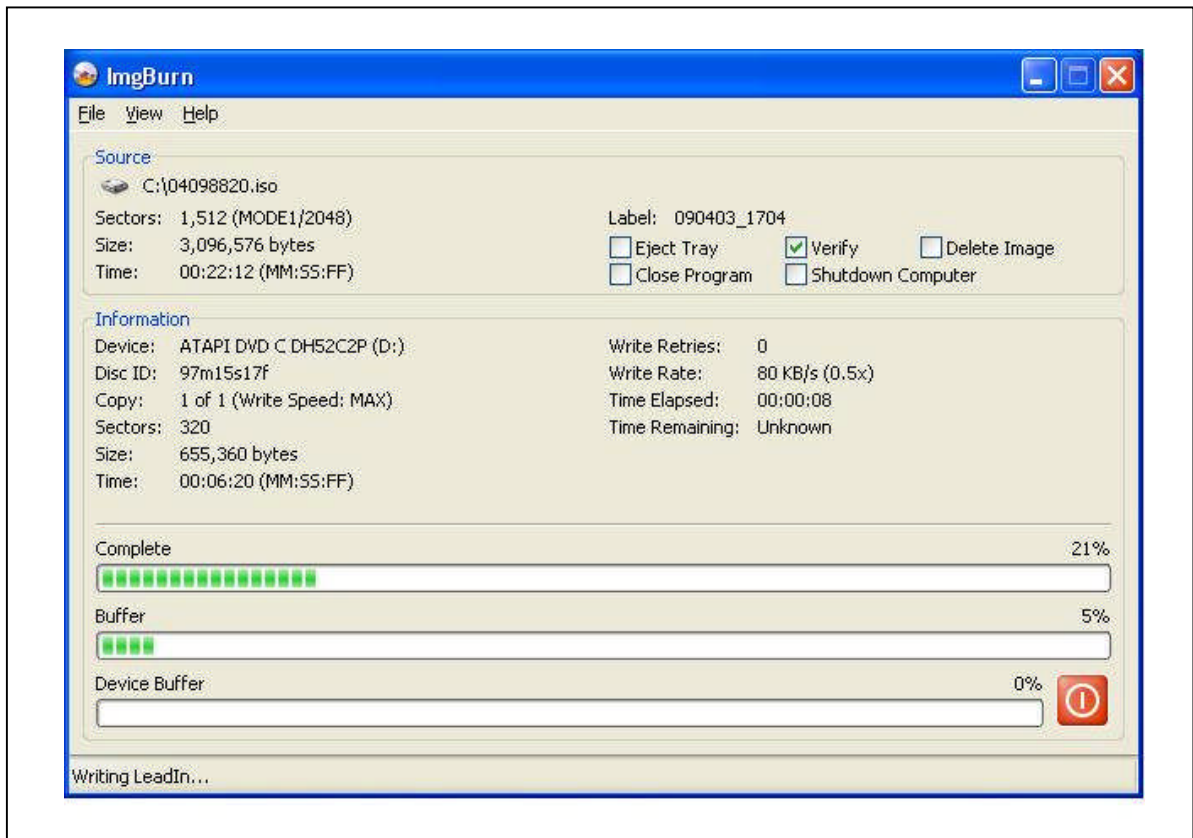 ImgBurn
File View Help
Source
C:\04098820.iso
Sectors: 1,512 (MODE1/2048) Label: 090403_1704
Size: 3,096,576 bytes Eject Tray Verify Delete Image
Time: 00:22:12 (MM:SS:FF) Close Program Shutdown Computer
Information
Device: ATAPI DVD C DH52C2P (D:) Write Retries: 0
Disc ID: 97m15s17f Write Rate: 80 KB/s (0.5x)
Copy: 1 of 1 (Write Speed: MAX) Time Elapsed: 00:00:08
Sectors: 320 Time Remaining: Unknown
Size: 655,360 bytes
Time: 00:06:20 (MM:SS:FF)
Complete 21%
Buffer 5%
Device Buffer 0%
Writing LeadIn...